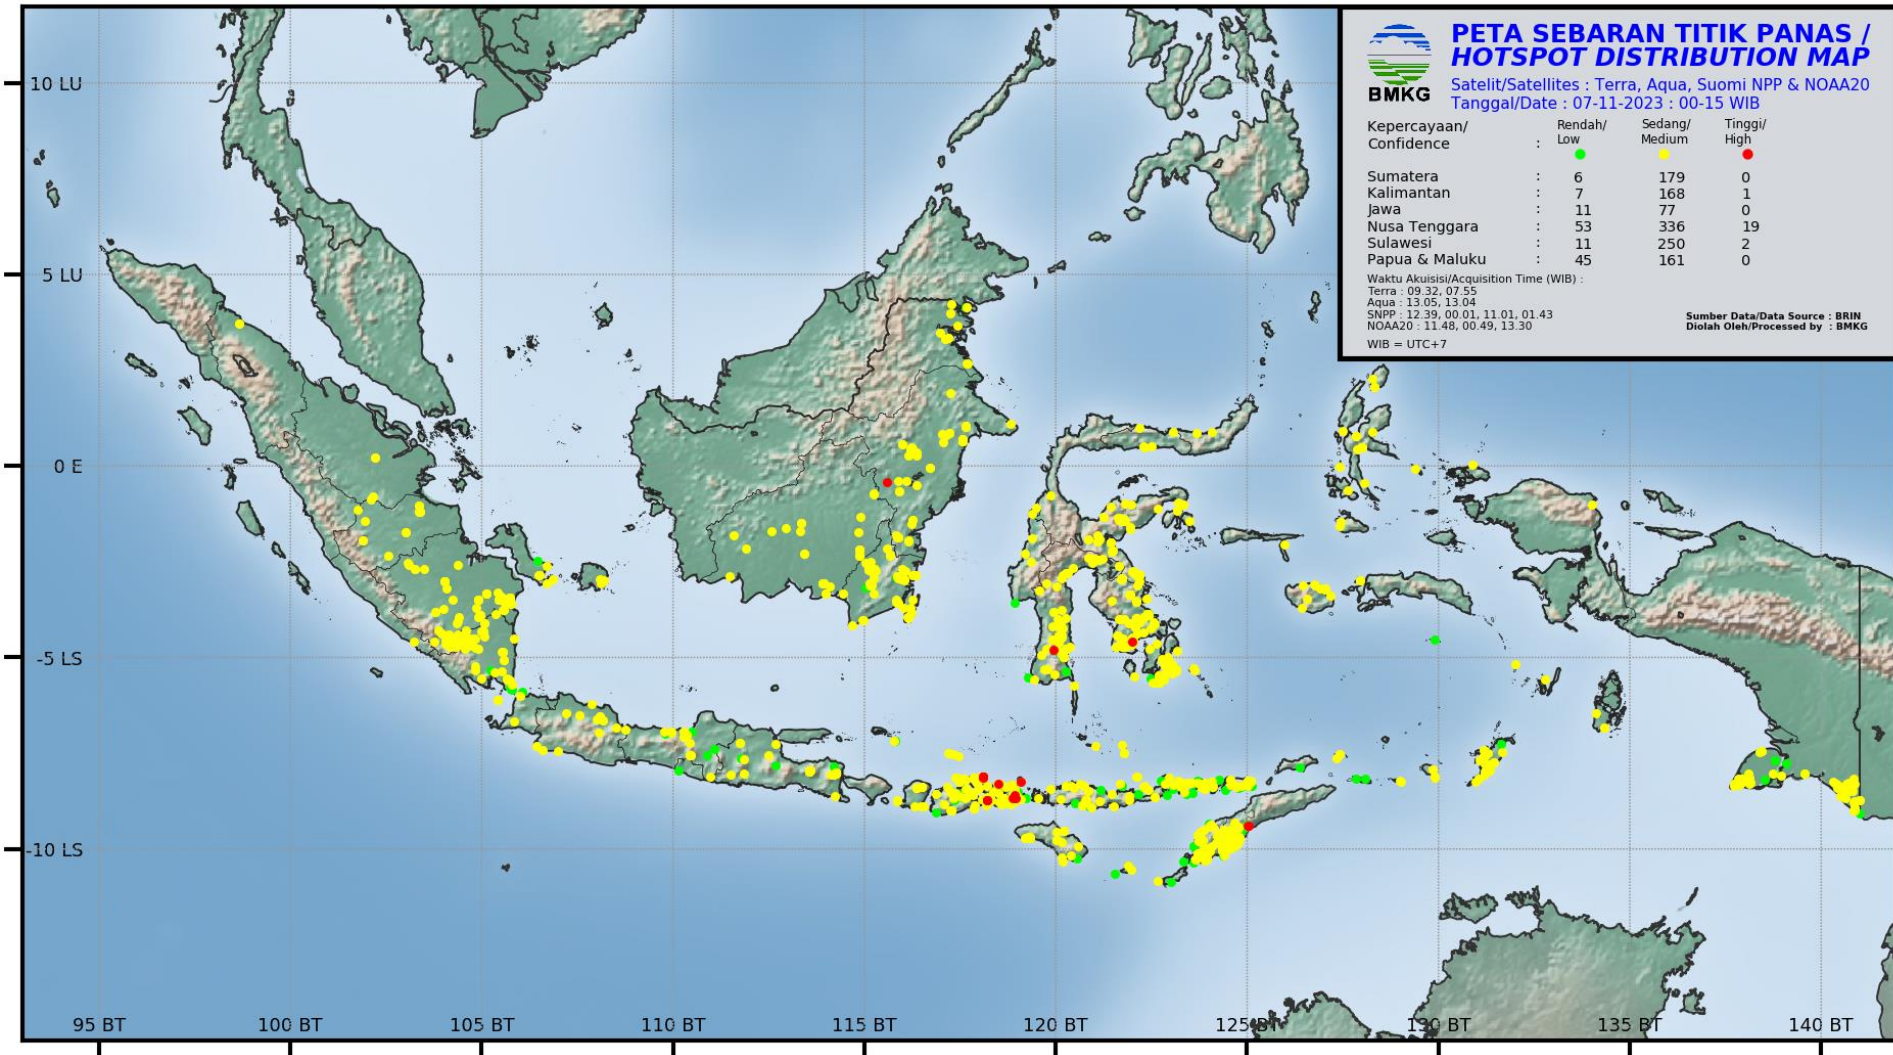 PETA SEBARAN TITIK PANAS /
HOTSPOT DISTRIBUTION MAP
Satelit/Satellites : Terra, Aqua, Suomi NPP & NOAA20
Tanggal/Date : 07-11-2023 : 00-15 WIB
BMKG
Kepercayaan/ Rendah/ Sedang/ Tinggi/
Confidence : Low Medium High
Sumatera : 6 179 0
Kalimantan : 7 168 1
Jawa : 11 77 0
Nusa Tenggara : 53 336 19
Sulawesi : 11 250 2
Papua & Maluku : 45 161 0
Waktu Akuisisi/Acquisition Time (WIB) :
Terra : 09.32, 07.55
Aqua : 13.05, 13.04
SNPP : 12.39, 00.01, 11.01, 01.43
NOAA20 : 11.48, 00.49, 13.30
WIB = UTC+7
Sumber Data/Data Source : BRIN
Diolah Oleh/Processed by : BMKG
10 LU
5 LU
0 E
-5 LS
-10 LS
95 BT 100 BT 105 BT 110 BT 115 BT 120 BT 125 BT 130 BT 135 BT 140 BT